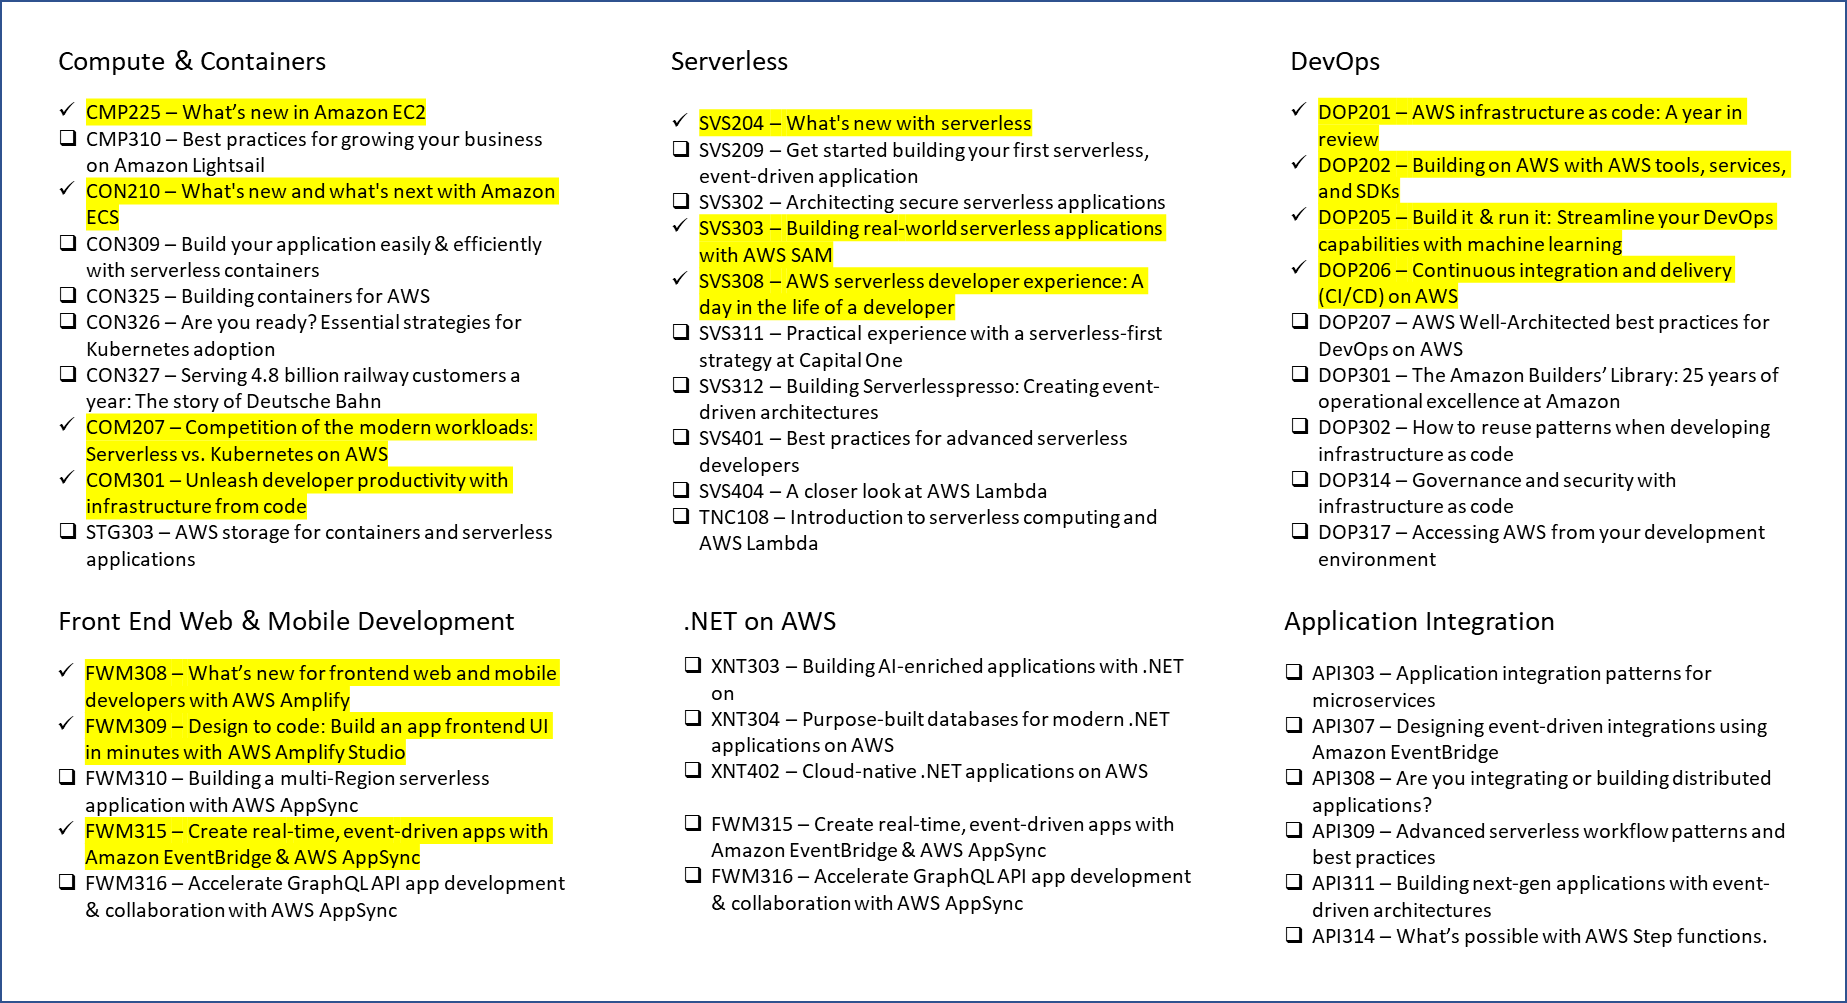 Compute & Containers
✓ CMP225 – What’s new in Amazon EC2
❑ CMP310 – Best practices for growing your business
on Amazon Lightsail
✓ CON210 – What's new and what's next with Amazon
ECS
❑ CON309 – Build your application easily & efficiently
with serverless containers
❑ CON325 – Building containers for AWS
❑ CON326 – Are you ready? Essential strategies for
Kubernetes adoption
❑ CON327 – Serving 4.8 billion railway customers a
year: The story of Deutsche Bahn
✓ COM207 – Competition of the modern workloads:
Serverless vs. Kubernetes on AWS
✓ COM301 – Unleash developer productivity with
infrastructure from code
❑ STG303 – AWS storage for containers and serverless
applications
Serverless
✓ SVS204 – What's new with serverless
❑ SVS209 – Get started building your first serverless,
event-driven application
❑ SVS302 – Architecting secure serverless applications
✓ SVS303 – Building real-world serverless applications
with AWS SAM
✓ SVS308 – AWS serverless developer experience: A
day in the life of a developer
❑ SVS311 – Practical experience with a serverless-first
strategy at Capital One
❑ SVS312 – Building Serverlesspresso: Creating event-
driven architectures
❑ SVS401 – Best practices for advanced serverless
developers
❑ SVS404 – A closer look at AWS Lambda
❑ TNC108 – Introduction to serverless computing and
AWS Lambda
DevOps
✓ DOP201 – AWS infrastructure as code: A year in
review
✓ DOP202 – Building on AWS with AWS tools, services,
and SDKs
✓ DOP205 – Build it & run it: Streamline your DevOps
capabilities with machine learning
✓ DOP206 – Continuous integration and delivery
(CI/CD) on AWS
❑ DOP207 – AWS Well-Architected best practices for
DevOps on AWS
❑ DOP301 – The Amazon Builders’ Library: 25 years of
operational excellence at Amazon
❑ DOP302 – How to reuse patterns when developing
infrastructure as code
❑ DOP314 – Governance and security with
infrastructure as code
❑ DOP317 – Accessing AWS from your development
environment
Front End Web & Mobile Development
✓ FWM308 – What’s new for frontend web and mobile
developers with AWS Amplify
✓ FWM309 – Design to code: Build an app frontend UI
in minutes with AWS Amplify Studio
❑ FWM310 – Building a multi-Region serverless
application with AWS AppSync
✓ FWM315 – Create real-time, event-driven apps with
Amazon EventBridge & AWS AppSync
❑ FWM316 – Accelerate GraphQL API app development
& collaboration with AWS AppSync
.NET on AWS
❑ XNT303 – Building AI-enriched applications with .NET
on
❑ XNT304 – Purpose-built databases for modern .NET
applications on AWS
❑ XNT402 – Cloud-native .NET applications on AWS
❑ FWM315 – Create real-time, event-driven apps with
Amazon EventBridge & AWS AppSync
❑ FWM316 – Accelerate GraphQL API app development
& collaboration with AWS AppSync
Application Integration
❑ API303 – Application integration patterns for
microservices
❑ API307 – Designing event-driven integrations using
Amazon EventBridge
❑ API308 – Are you integrating or building distributed
applications?
❑ API309 – Advanced serverless workflow patterns and
best practices
❑ API311 – Building next-gen applications with event-
driven architectures
❑ API314 – What’s possible with AWS Step functions.